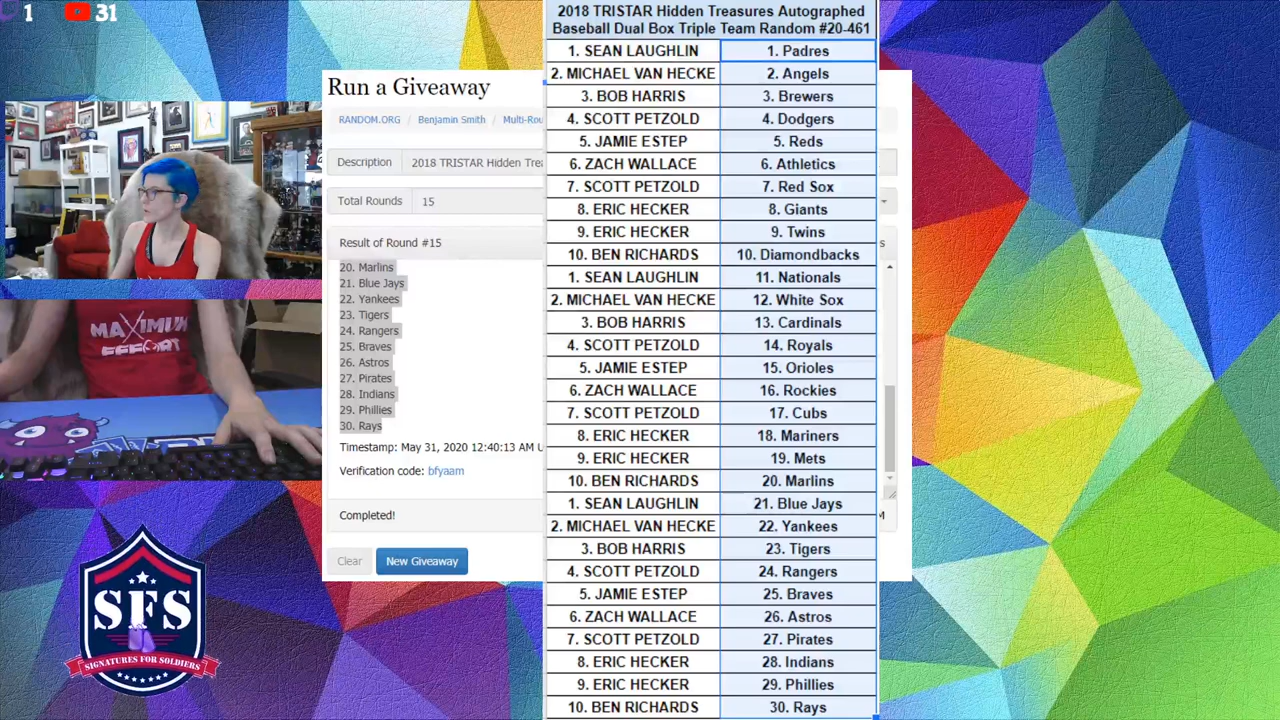 1
31
Run a Giveaway
RANDOM.ORG / Benjamin Smith / Multi-Rou
Description 2018 TRISTAR Hidden Trea
Total Rounds 15
Result of Round #15
20. Marlins
21. Blue Jays
22. Yankees
23. Tigers
24. Rangers
25. Braves
26. Astros
27. Pirates
28. Indians
29. Phillies
30. Rays
Timestamp: May 31, 2020 12:40:13 AM U
Verification code: bfyaam
Completed!
Clear New Giveaway
2018 TRISTAR Hidden Treasures Autographed
Baseball Dual Box Triple Team Random #20-461
1. SEAN LAUGHLIN 1. Padres
2. MICHAEL VAN HECKE 2. Angels
3. BOB HARRIS 3. Brewers
4. SCOTT PETZOLD 4. Dodgers
5. JAMIE ESTEP 5. Reds
6. ZACH WALLACE 6. Athletics
7. SCOTT PETZOLD 7. Red Sox
8. ERIC HECKER 8. Giants
9. ERIC HECKER 9. Twins
10. BEN RICHARDS 10. Diamondbacks
1. SEAN LAUGHLIN 11. Nationals
2. MICHAEL VAN HECKE 12. White Sox
3. BOB HARRIS 13. Cardinals
4. SCOTT PETZOLD 14. Royals
5. JAMIE ESTEP 15. Orioles
6. ZACH WALLACE 16. Rockies
7. SCOTT PETZOLD 17. Cubs
8. ERIC HECKER 18. Mariners
9. ERIC HECKER 19. Mets
10. BEN RICHARDS 20. Marlins
1. SEAN LAUGHLIN 21. Blue Jays
2. MICHAEL VAN HECKE 22. Yankees
3. BOB HARRIS 23. Tigers
4. SCOTT PETZOLD 24. Rangers
5. JAMIE ESTEP 25. Braves
6. ZACH WALLACE 26. Astros
7. SCOTT PETZOLD 27. Pirates
8. ERIC HECKER 28. Indians
9. ERIC HECKER 29. Phillies
10. BEN RICHARDS 30. Rays
MAXIMUM
EFFORT
SFS
SIGNATURES FOR SOLDIERS